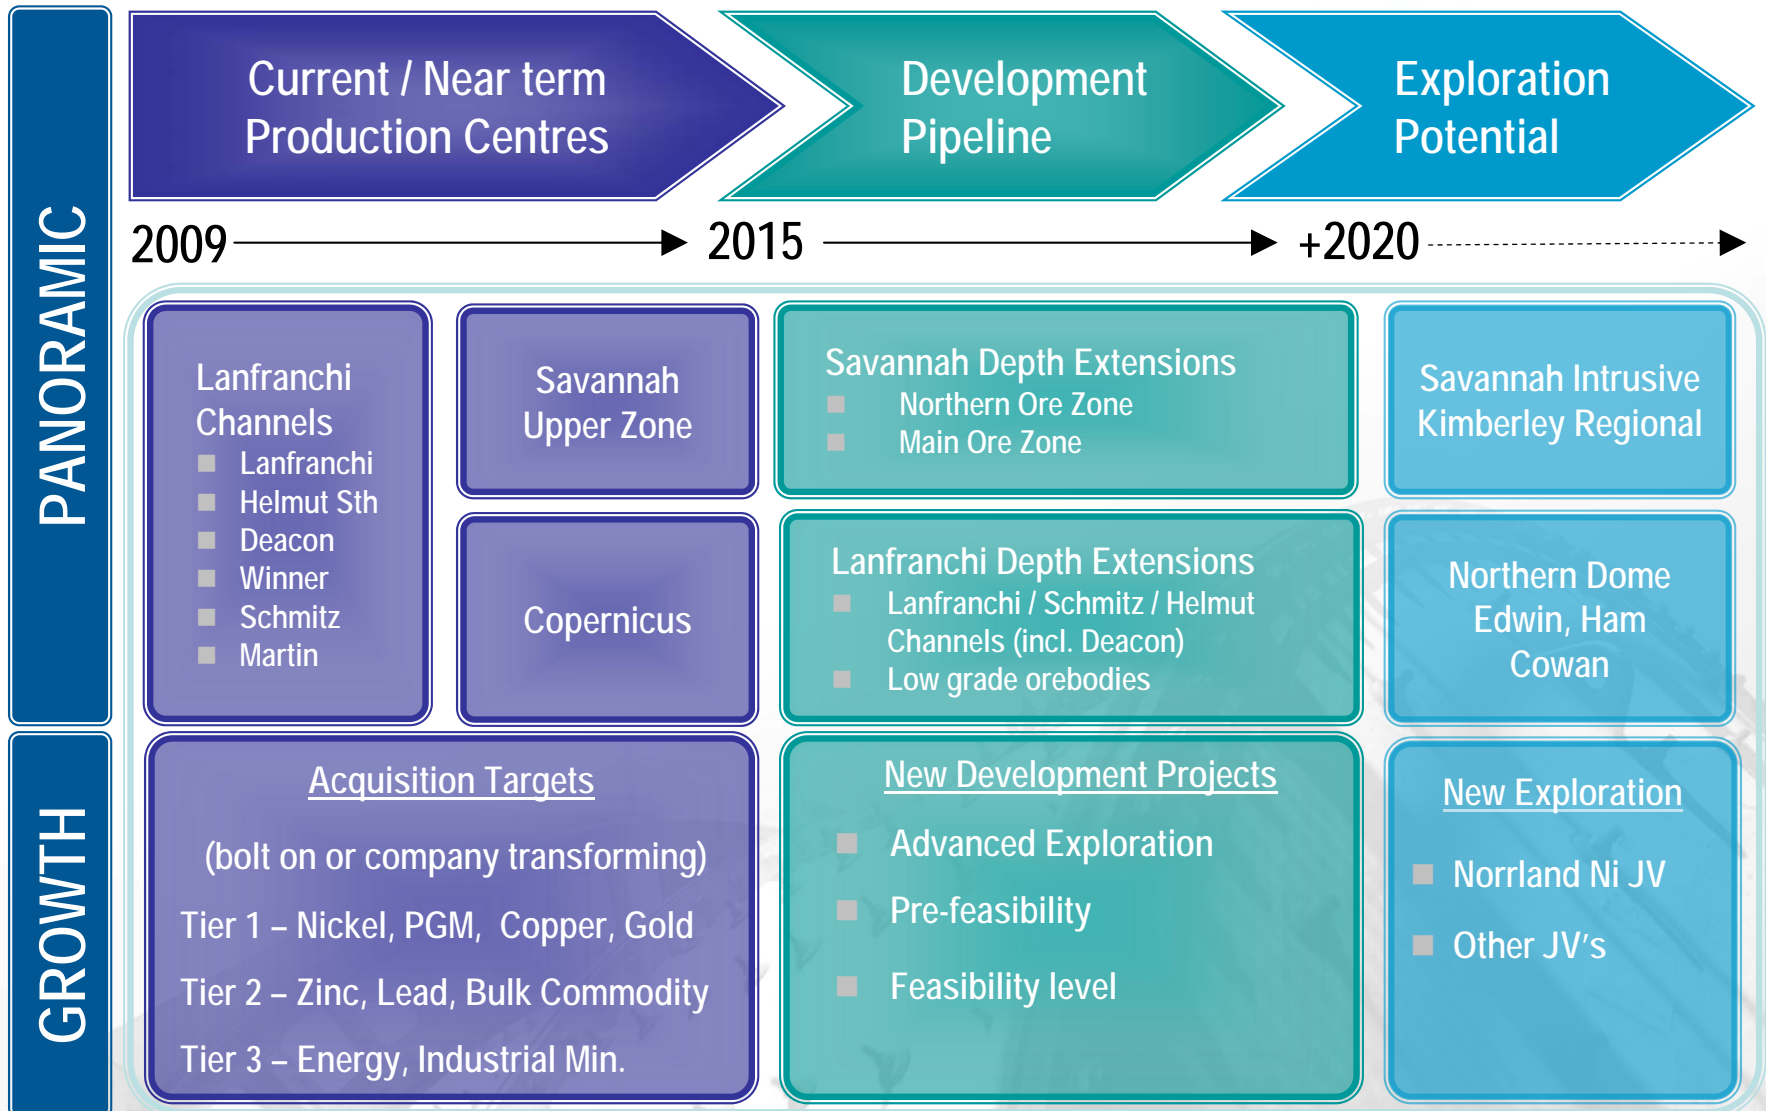 PANORAMIC
Current / Near term
Production Centres
Development
Pipeline
Exploration
Potential
2009
2015
+2020
Lanfranchi
Channels
Lanfranchi
Helmut Sth
Deacon
Winner
Schmitz
Martin
Savannah
Upper Zone
Copernicus
Savannah Depth Extensions
Northern Ore Zone
Main Ore Zone
Lanfranchi Depth Extensions
Lanfranchi / Schmitz / Helmut
Channels (incl. Deacon)
Low grade orebodies
Savannah Intrusive
Kimberley Regional
Northern Dome
Edwin, Ham
Cowan
GROWTH
Acquisition Targets
(bolt on or company transforming)
Tier 1 – Nickel, PGM, Copper, Gold
Tier 2 – Zinc, Lead, Bulk Commodity
Tier 3 – Energy, Industrial Min.
New Development Projects
Advanced Exploration
Pre-feasibility
Feasibility level
New Exploration
Norrland Ni JV
Other JV's